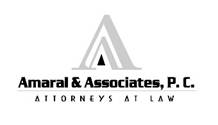 Amaral & Associates, P. C.
ATTORNEYS AT LAW